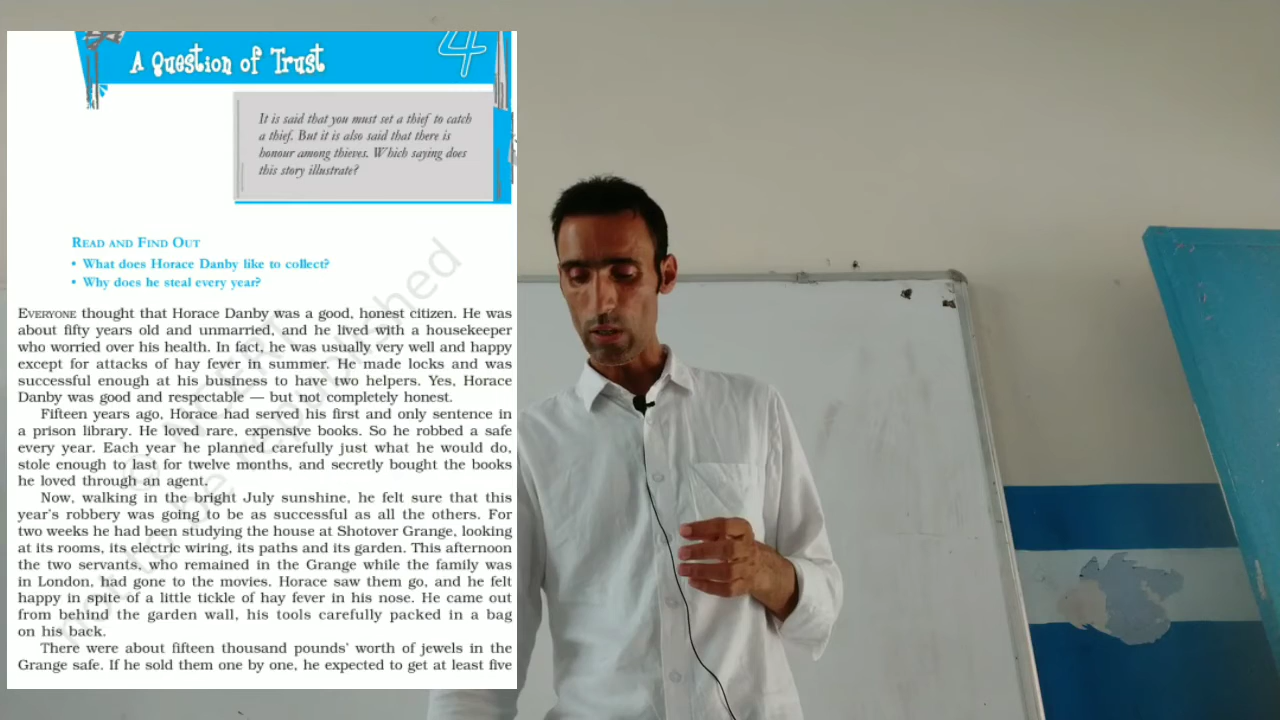 4
A Question of Trust
It is said that you must set a thief to catch
a thief. But it is also said that there is
honour among thieves. Which saying does
this story illustrate?
READ AND FIND OUT
• What does Horace Danby like to collect?
• Why does he steal every year?
EVERYONE thought that Horace Danby was a good, honest citizen. He was
about fifty years old and unmarried, and he lived with a housekeeper
who worried over his health. In fact, he was usually very well and happy
except for attacks of hay fever in summer. He made locks and was
successful enough at his business to have two helpers. Yes, Horace
Danby was good and respectable — but not completely honest.
Fifteen years ago, Horace had served his first and only sentence in
a prison library. He loved rare, expensive books. So he robbed a safe
every year. Each year he planned carefully just what he would do,
stole enough to last for twelve months, and secretly bought the books
he loved through an agent.
Now, walking in the bright July sunshine, he felt sure that this
year's robbery was going to be as successful as all the others. For
two weeks he had been studying the house at Shotover Grange, looking
at its rooms, its electric wiring, its paths and its garden. This afternoon
the two servants, who remained in the Grange while the family was
in London, had gone to the movies. Horace saw them go, and he felt
happy in spite of a little tickle of hay fever in his nose. He came out
from behind the garden wall, his tools carefully packed in a bag
on his back.
There were about fifteen thousand pounds' worth of jewels in the
Grange safe. If he sold them one by one, he expected to get at least five
not to be republished